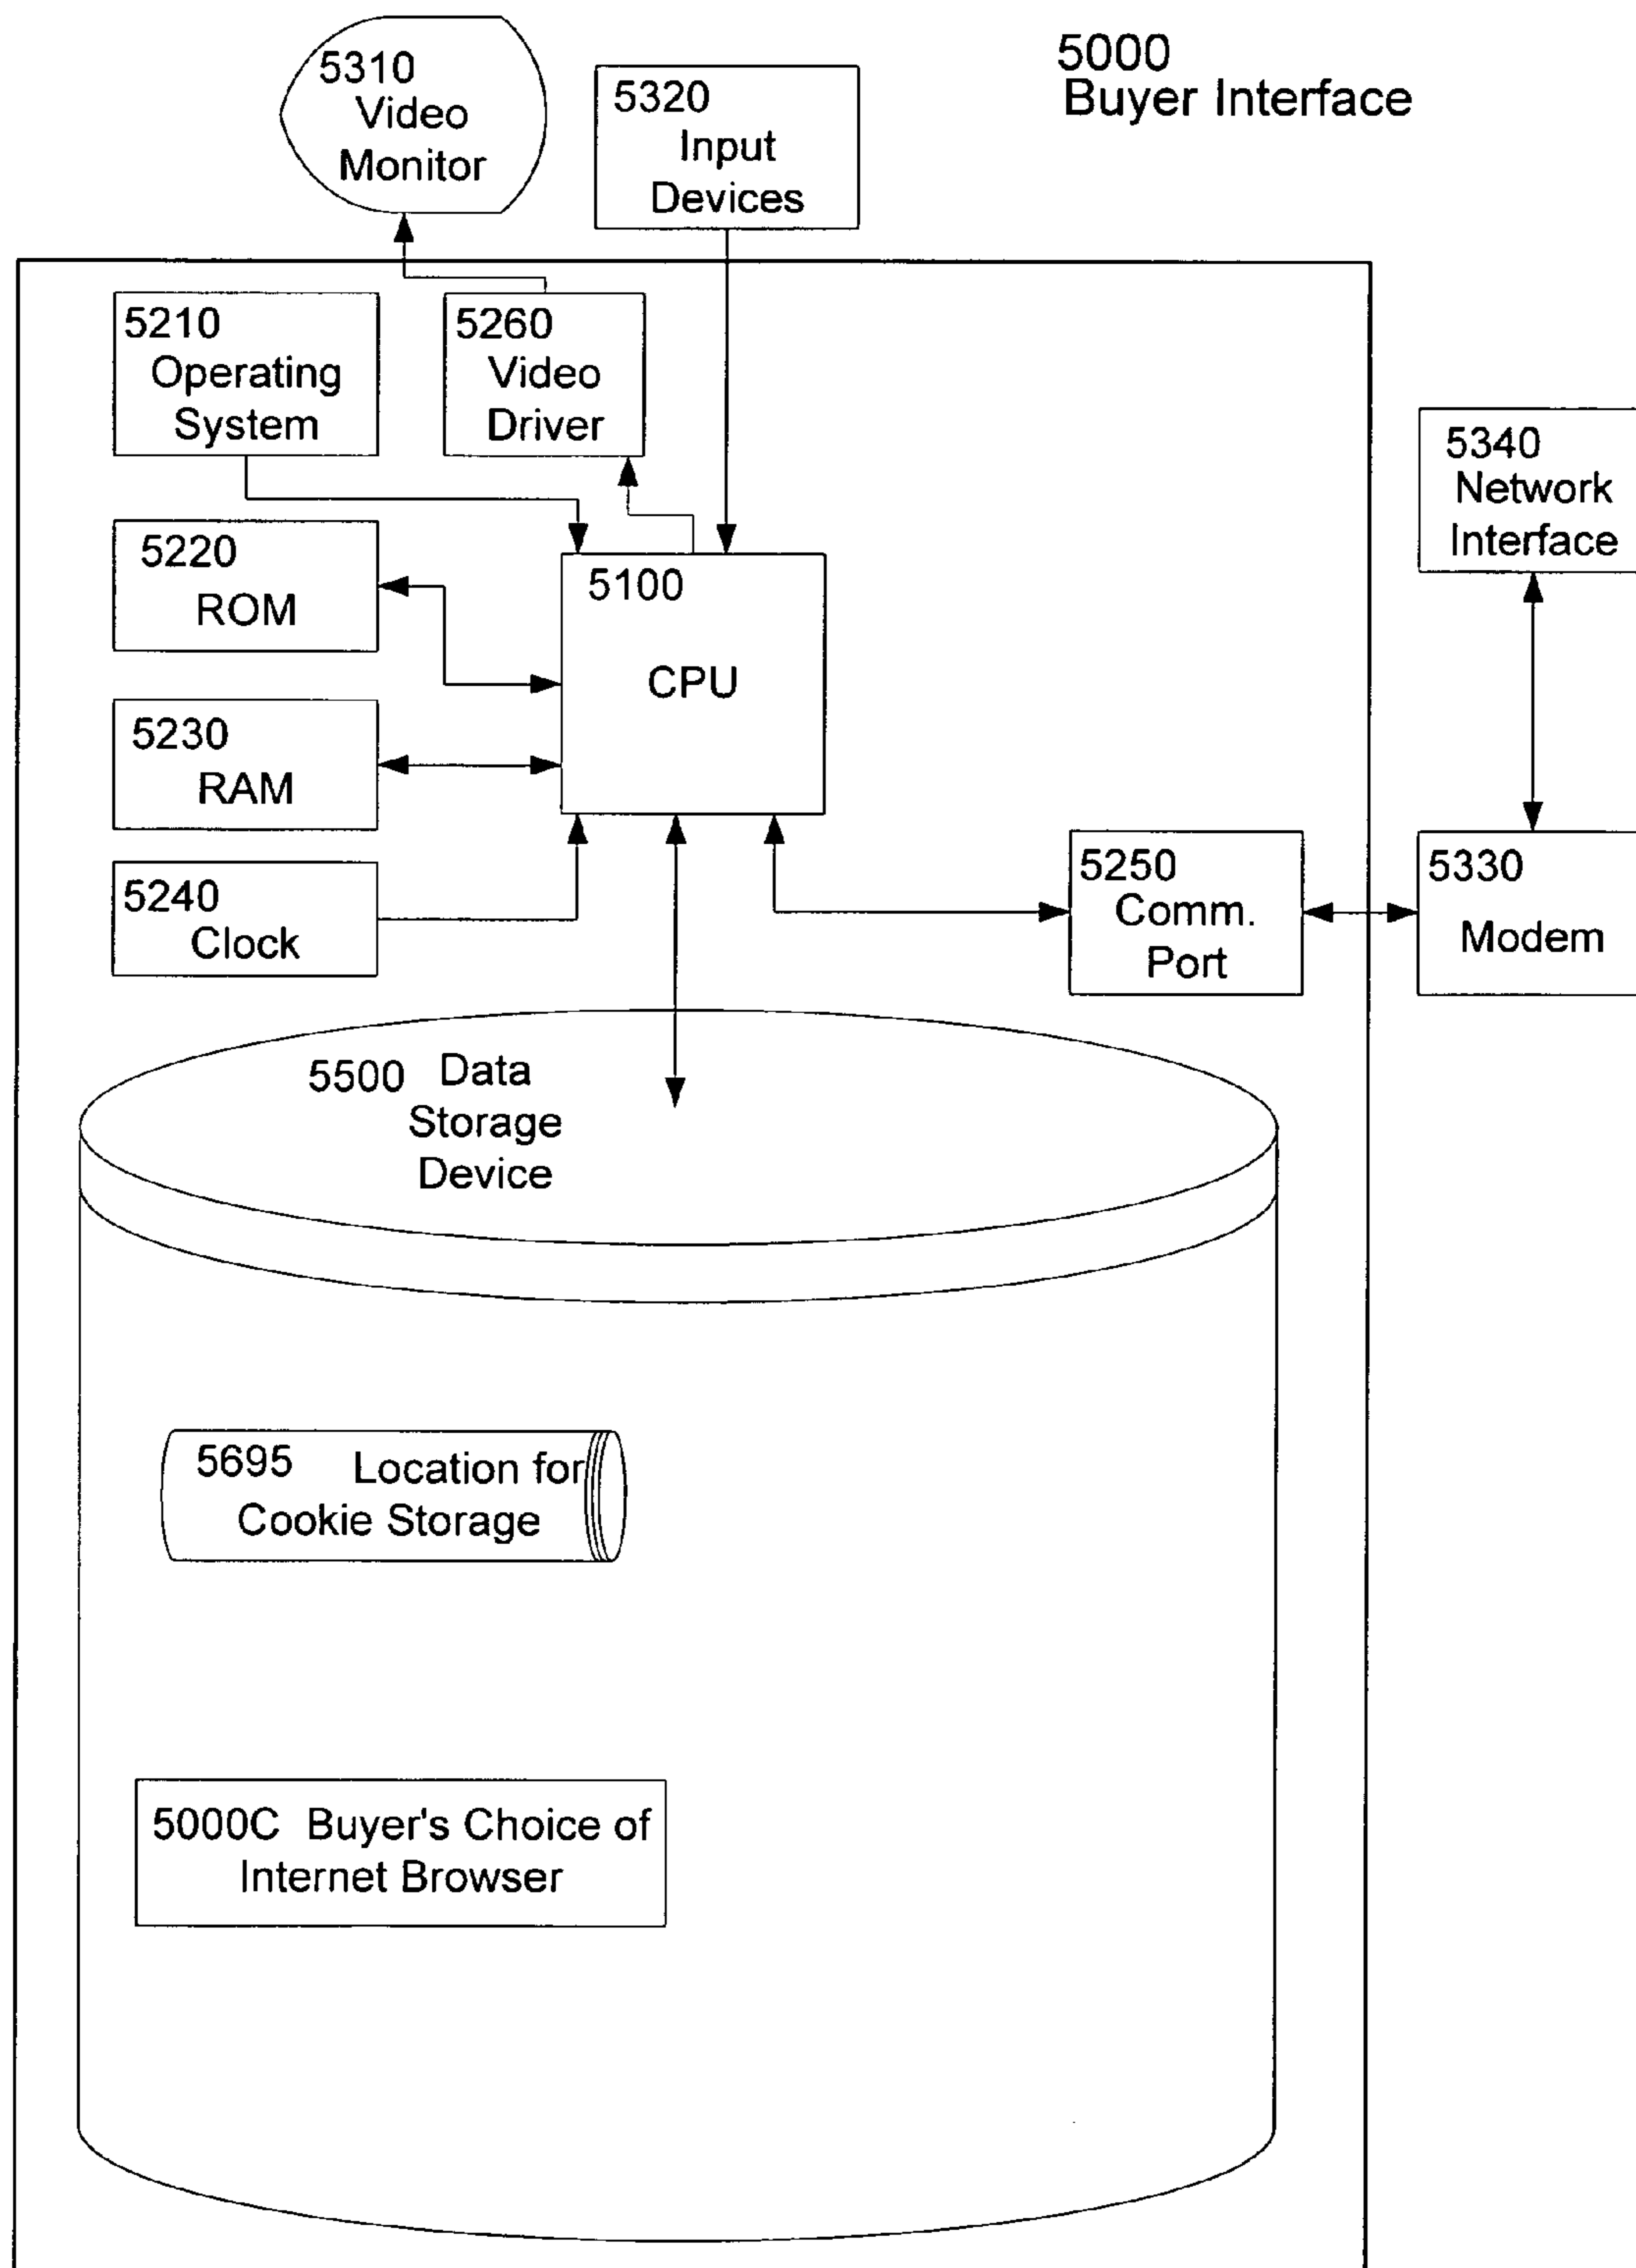 5000
Buyer Interface
5310
Video
Monitor
5320
Input
Devices
5210
Operating
System
5260
Video
Driver
5340
Network
Interface
5220
ROM
5100
CPU
5230
RAM
5240
Clock
5250
Comm.
Port
5330
Modem
5500 Data
Storage
Device
5695 Location for
Cookie Storage
5000C Buyer's Choice of
Internet Browser